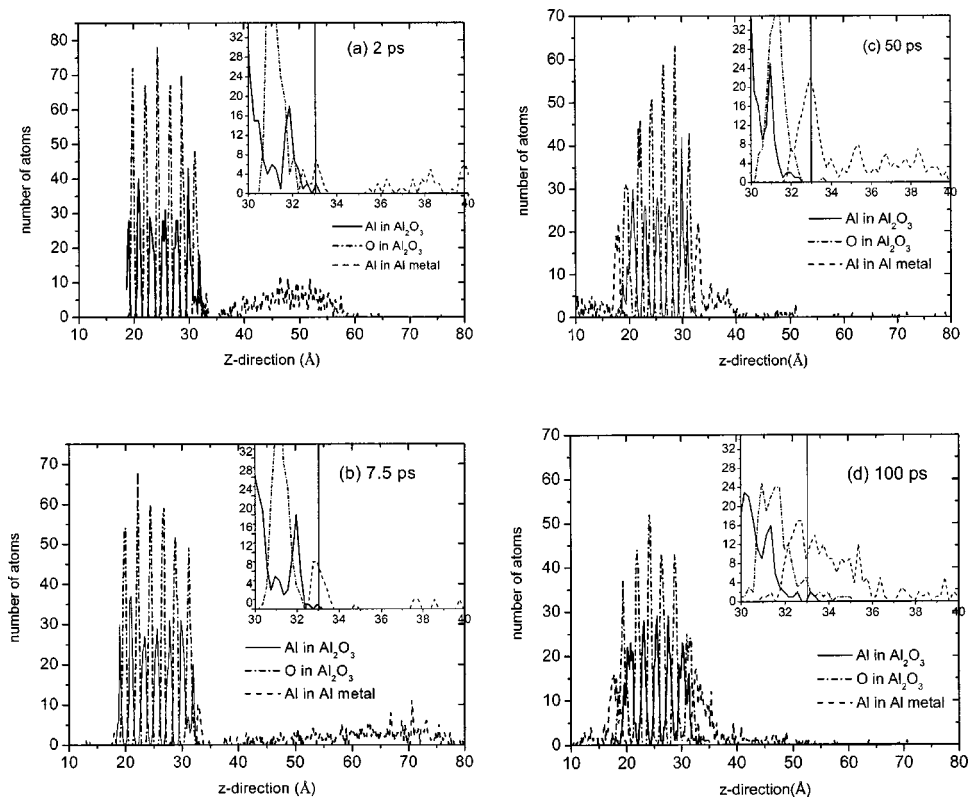 (a) 2 ps
number of atoms
80
70
60
50
40
30
20
10
0
32
28
24
20
16
12
8
4
0
30 32 34 36 38 40
Al in Al₂O₃
O in Al₂O₃
Al in Al metal
10 20 30 40 50 60 70 80
Z-direction (Å)
(c) 50 ps
number of atoms
70
60
50
40
30
20
10
0
32
28
24
20
16
12
8
4
0
30 32 34 36 38 40
Al in Al₂O₃
O in Al₂O₃
Al in Al metal
10 20 30 40 50 60 70 80
z-direction(Å)
(b) 7.5 ps
number of atoms
70
60
50
40
30
20
10
0
32
28
24
20
16
12
8
4
0
30 32 34 36 38 40
Al in Al₂O₃
O in Al₂O₃
Al in Al metal
10 20 30 40 50 60 70 80
z-direction (Å)
(d) 100 ps
number of atoms
70
60
50
40
30
20
10
0
32
28
24
20
16
12
8
4
0
30 32 34 36 38 40
Al in Al₂O₃
O in Al₂O₃
Al in Al metal
10 20 30 40 50 60 70 80
z-direction(Å)